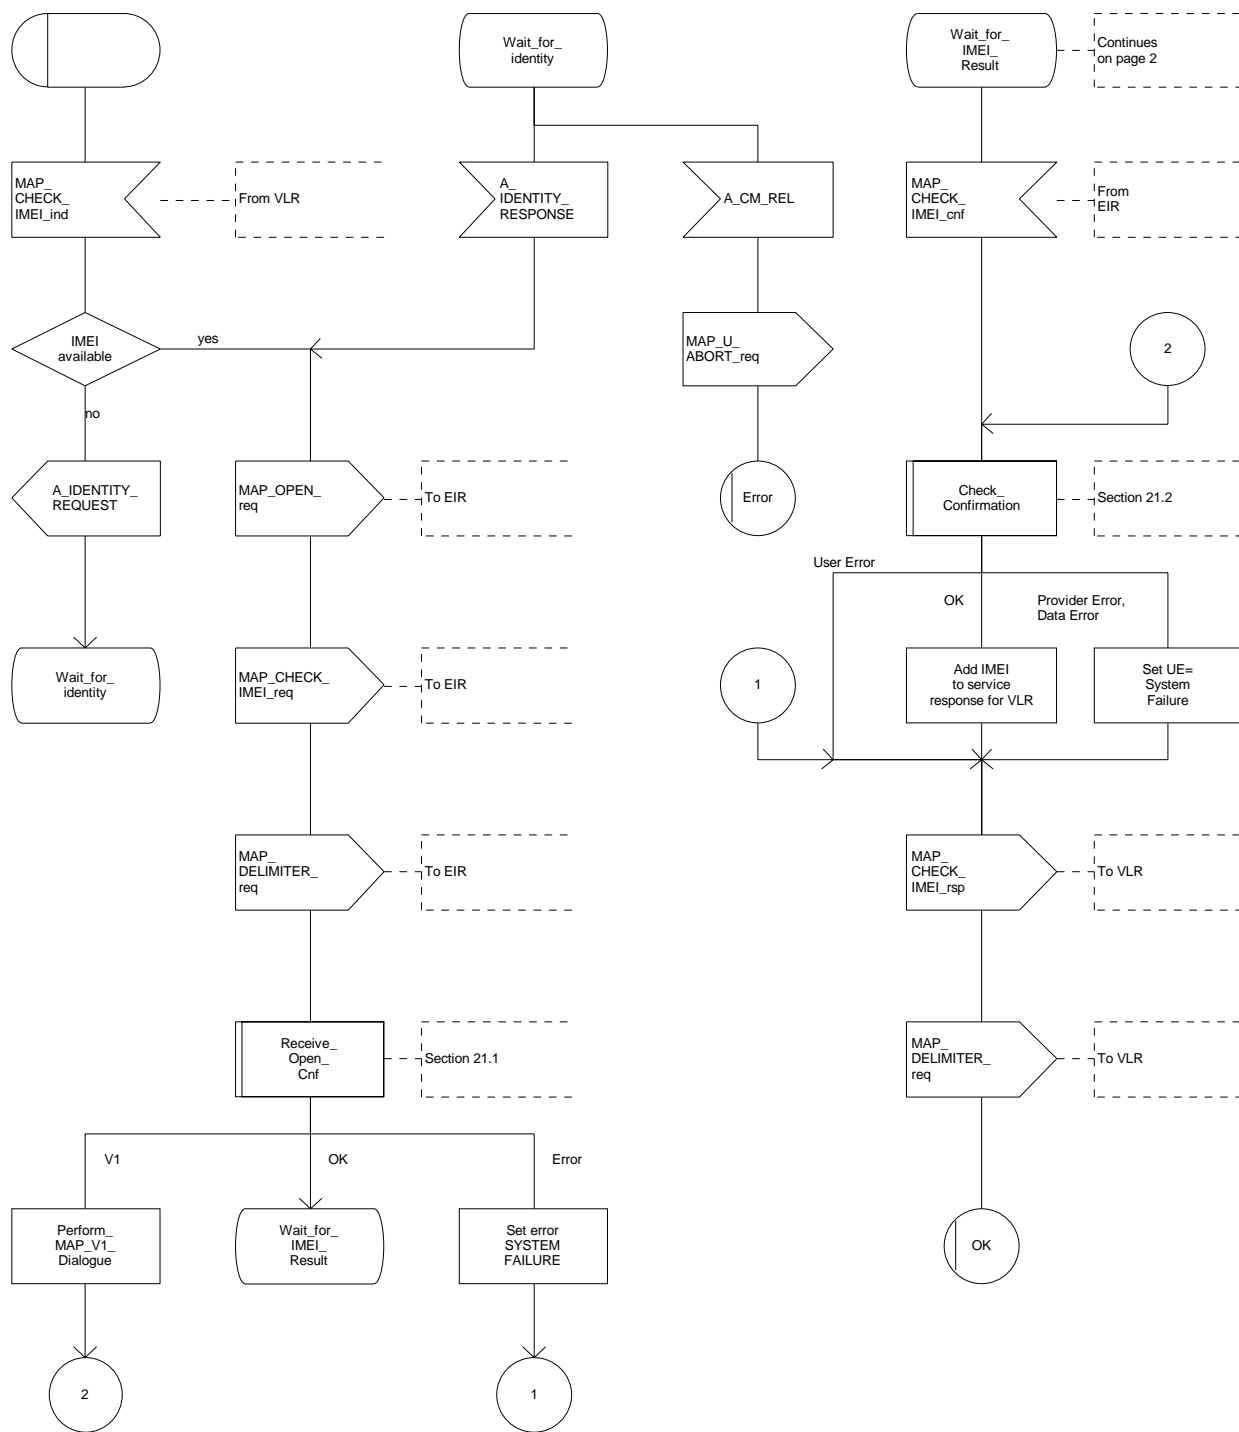 Wait_for_
identity
Wait_for_
IMEI_
Result
Continues
on page 2
MAP_
CHECK_
IMEI_ind
From VLR
A_
IDENTITY_
RESPONSE
A_CM_REL
MAP_
CHECK_
IMEI_cnf
From
EIR
IMEI
available
yes
no
MAP_U_
ABORT_req
2
A_IDENTITY_
REQUEST
MAP_OPEN_
req
To EIR
Error
Check_
Confirmation
Section 21.2
User Error
OK
Provider Error,
Data Error
Wait_for_
identity
MAP_CHECK_
IMEI_req
To EIR
1
Add IMEI
to service
response for VLR
Set UE=
System
Failure
MAP_
DELIMITER_
req
To EIR
MAP_
CHECK_
IMEI_rsp
To VLR
Receive_
Open_
Cnf
Section 21.1
MAP_
DELIMITER_
req
To VLR
V1
OK
Error
Perform_
MAP_V1_
Dialogue
Wait_for_
IMEI_
Result
Set error
SYSTEM
FAILURE
OK
2
1